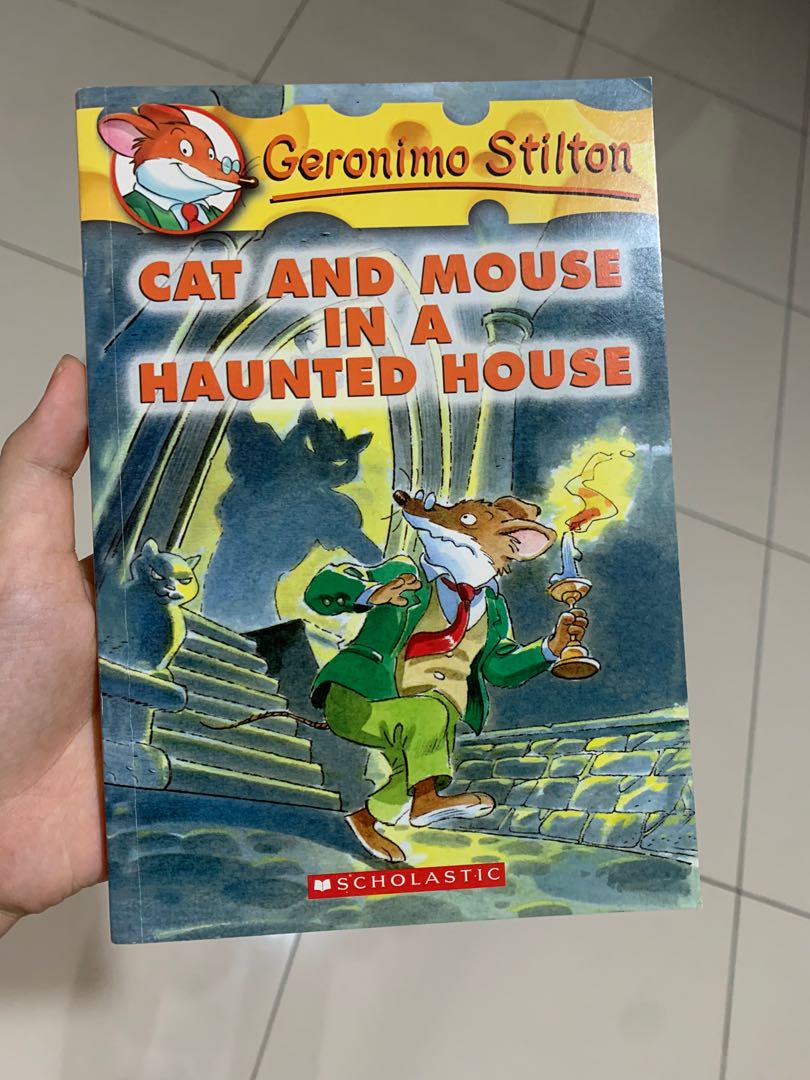 Geronimo Stilton
CAT AND MOUSE
IN A
HAUNTED HOUSE
SCHOLASTIC